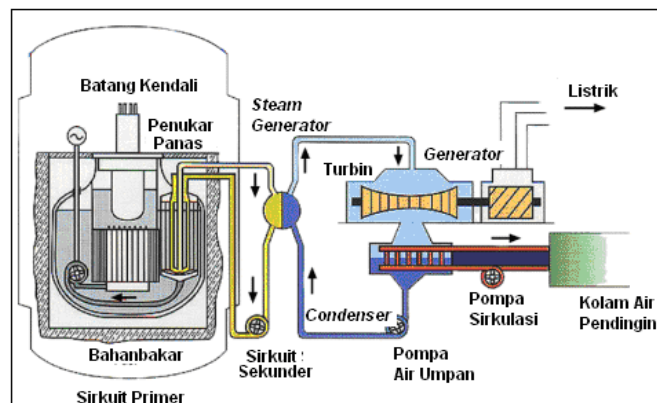 Batang Kendali
Penukar
Panas
Steam
Generator
Turbin
Generator
Listrik
Bahanbakar
Sirkuit Primer
Sirkuit
Sekunder
Condenser
Pompa
Air Umpan
Pompa
Sirkulasi
Kolam Air
Pendingin